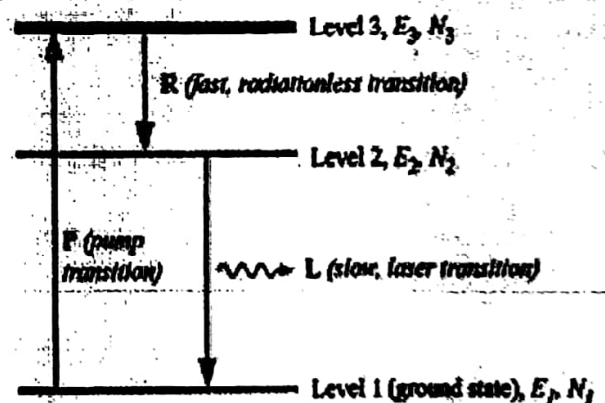 Level 3, E3, N3
R (fast, radiationless transition)
Level 2, E2, N2
P (pump
transition)
L (slow, laser transition)
Level 1 (ground state), E1, N1